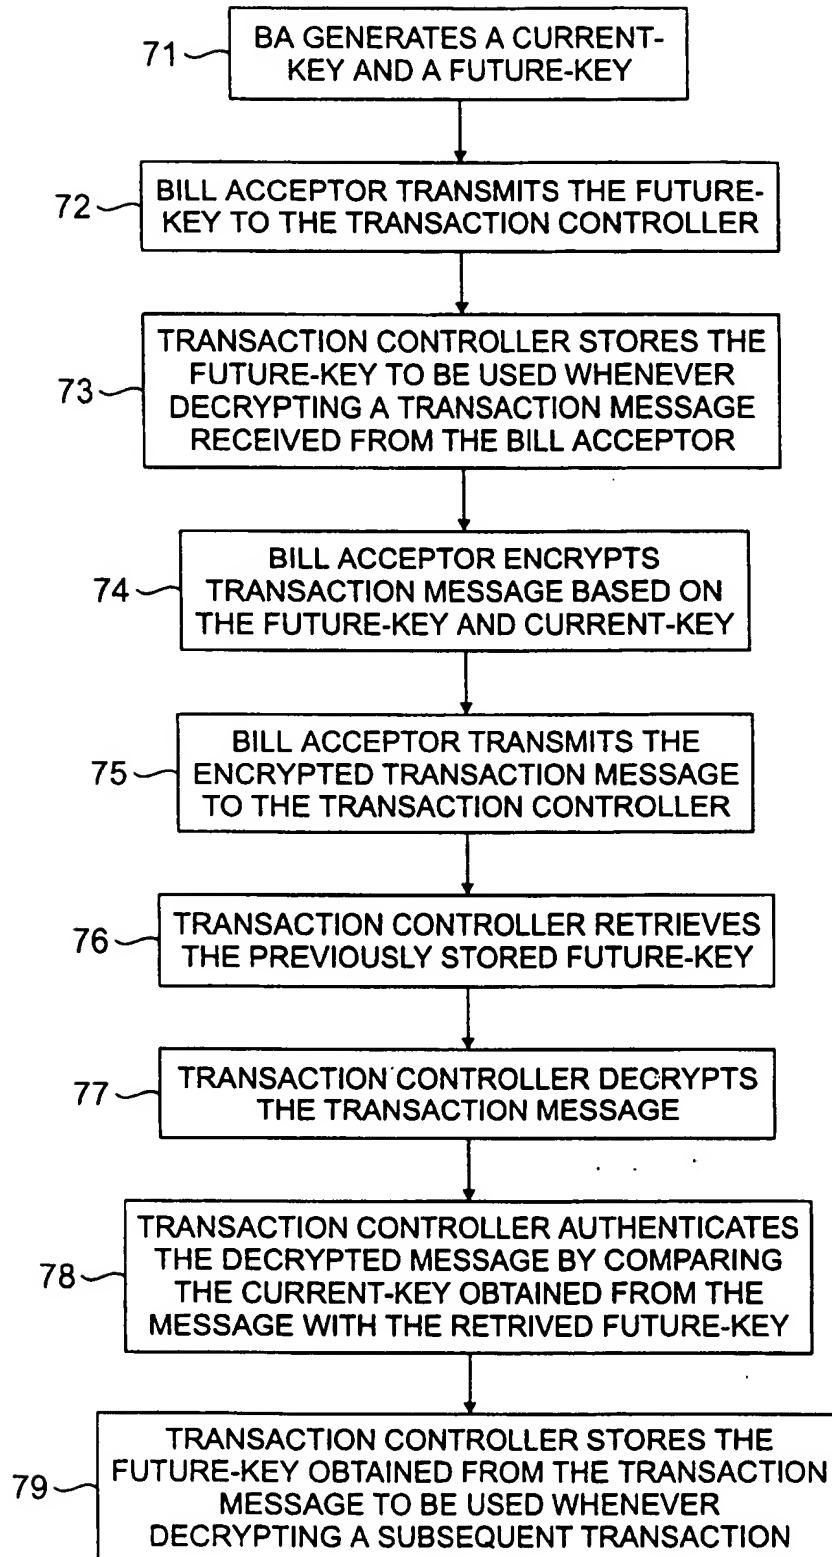 71
BA GENERATES A CURRENT-
KEY AND A FUTURE-KEY
72
BILL ACCEPTOR TRANSMITS THE FUTURE-
KEY TO THE TRANSACTION CONTROLLER
73
TRANSACTION CONTROLLER STORES THE
FUTURE-KEY TO BE USED WHENEVER
DECRYPTING A TRANSACTION MESSAGE
RECEIVED FROM THE BILL ACCEPTOR
74
BILL ACCEPTOR ENCRYPTS
TRANSACTION MESSAGE BASED ON
THE FUTURE-KEY AND CURRENT-KEY
75
BILL ACCEPTOR TRANSMITS THE
ENCRYPTED TRANSACTION MESSAGE
TO THE TRANSACTION CONTROLLER
76
TRANSACTION CONTROLLER RETRIEVES
THE PREVIOUSLY STORED FUTURE-KEY
77
TRANSACTION CONTROLLER DECRYPTS
THE TRANSACTION MESSAGE
78
TRANSACTION CONTROLLER AUTHENTICATES
THE DECRYPTED MESSAGE BY COMPARING
THE CURRENT-KEY OBTAINED FROM THE
MESSAGE WITH THE RETRIVED FUTURE-KEY
79
TRANSACTION CONTROLLER STORES THE
FUTURE-KEY OBTAINED FROM THE TRANSACTION
MESSAGE TO BE USED WHENEVER
DECRYPTING A SUBSEQUENT TRANSACTION